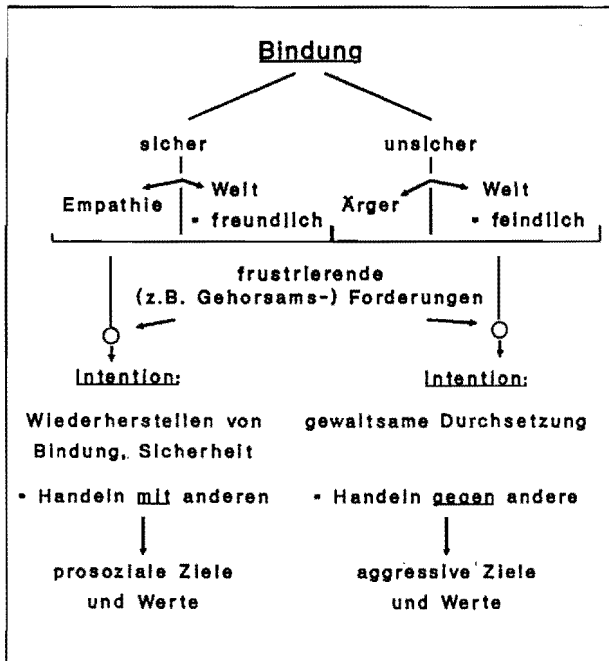 Bindung
sicher unsicher
Empathie Welt Ärger Welt
= freundlich = feindlich
frustrierende
(z.B. Gehorsams-) Forderungen
Intention: Intention:
Wiederherstellen von gewaltsame Durchsetzung
Bindung, Sicherheit
= Handeln mit anderen = Handeln gegen andere
prosoziale Ziele aggressive Ziele
und Werte und Werte